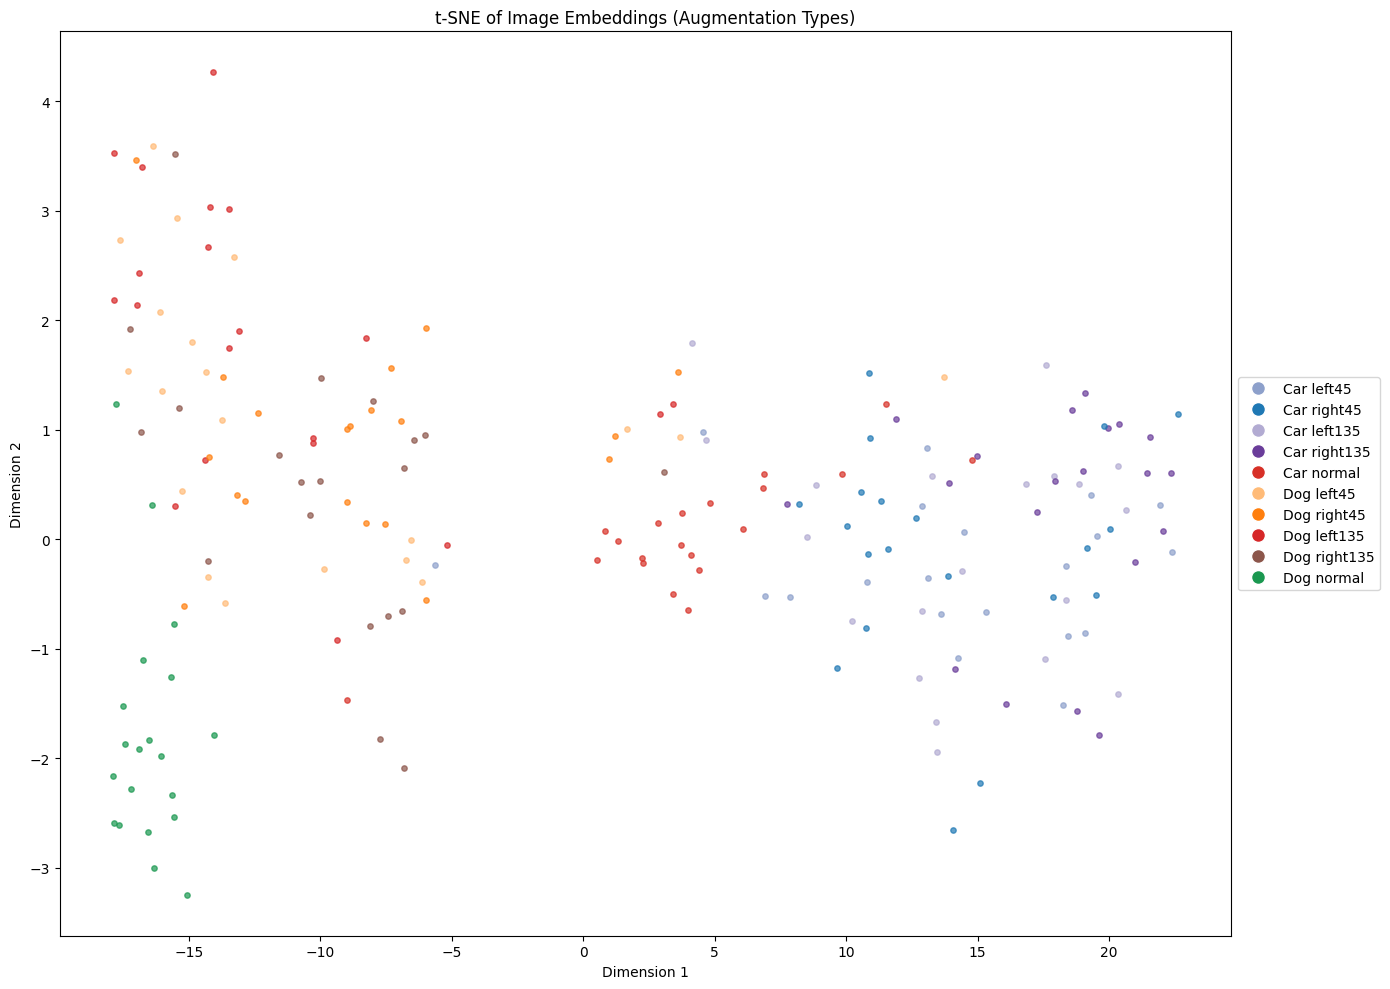 t-SNE of Image Embeddings (Augmentation Types)
4
3
2
1
0
−1
−2
−3
Dimension 2
−15
−10
−5
0
5
10
15
20
Dimension 1
Car left45
Car right45
Car left135
Car right135
Car normal
Dog left45
Dog right45
Dog left135
Dog right135
Dog normal